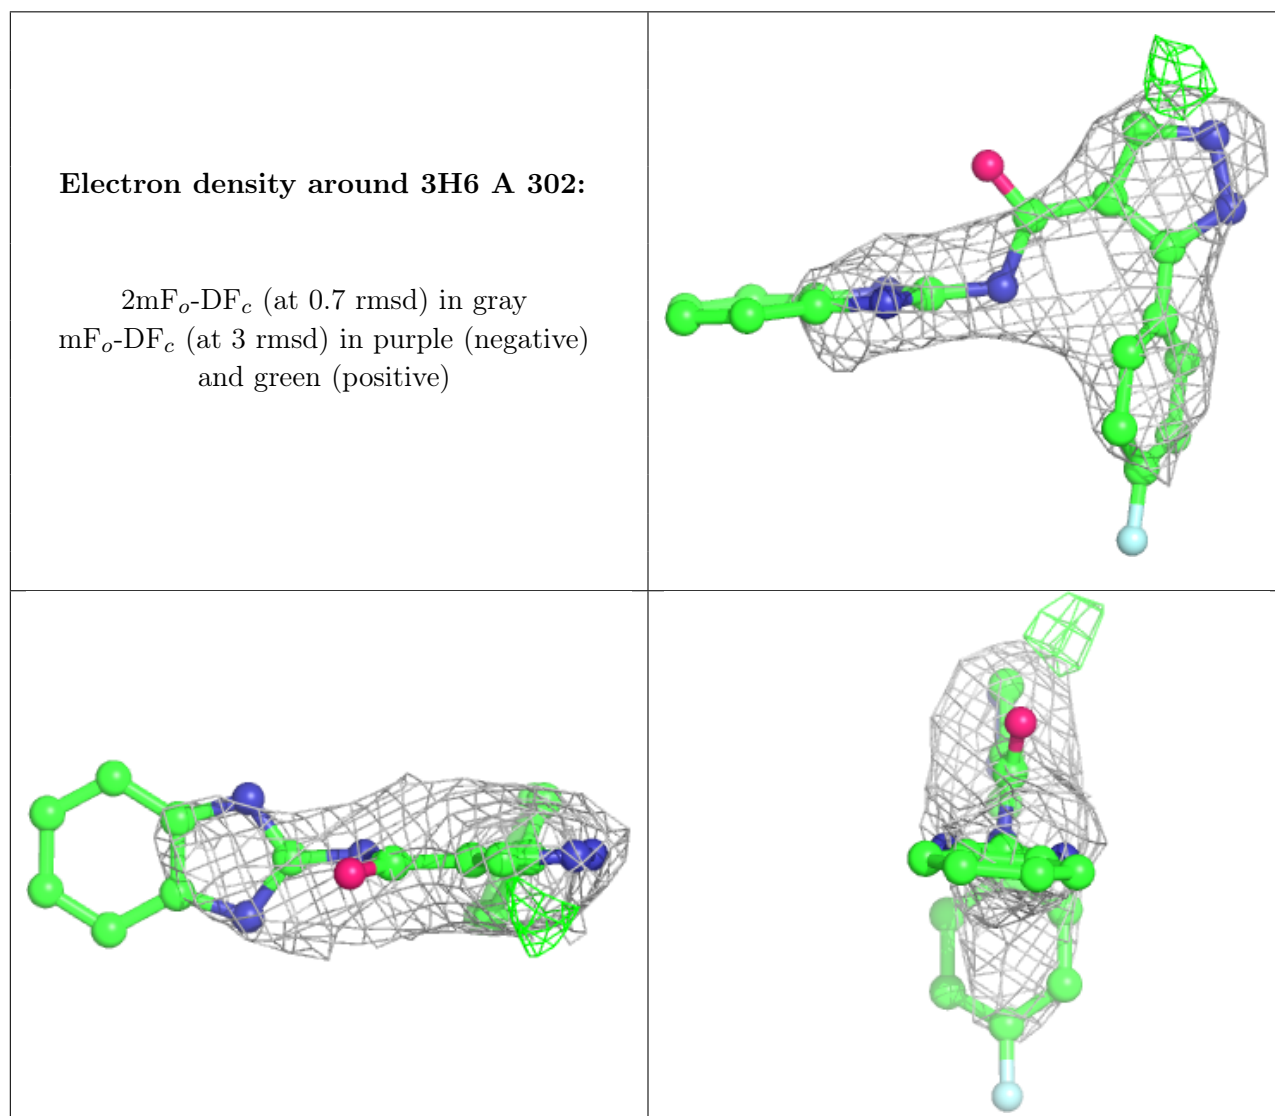 Electron density around 3H6 A 302:
2mFo-DFc (at 0.7 rmsd) in gray
mFo-DFc (at 3 rmsd) in purple (negative)
and green (positive)